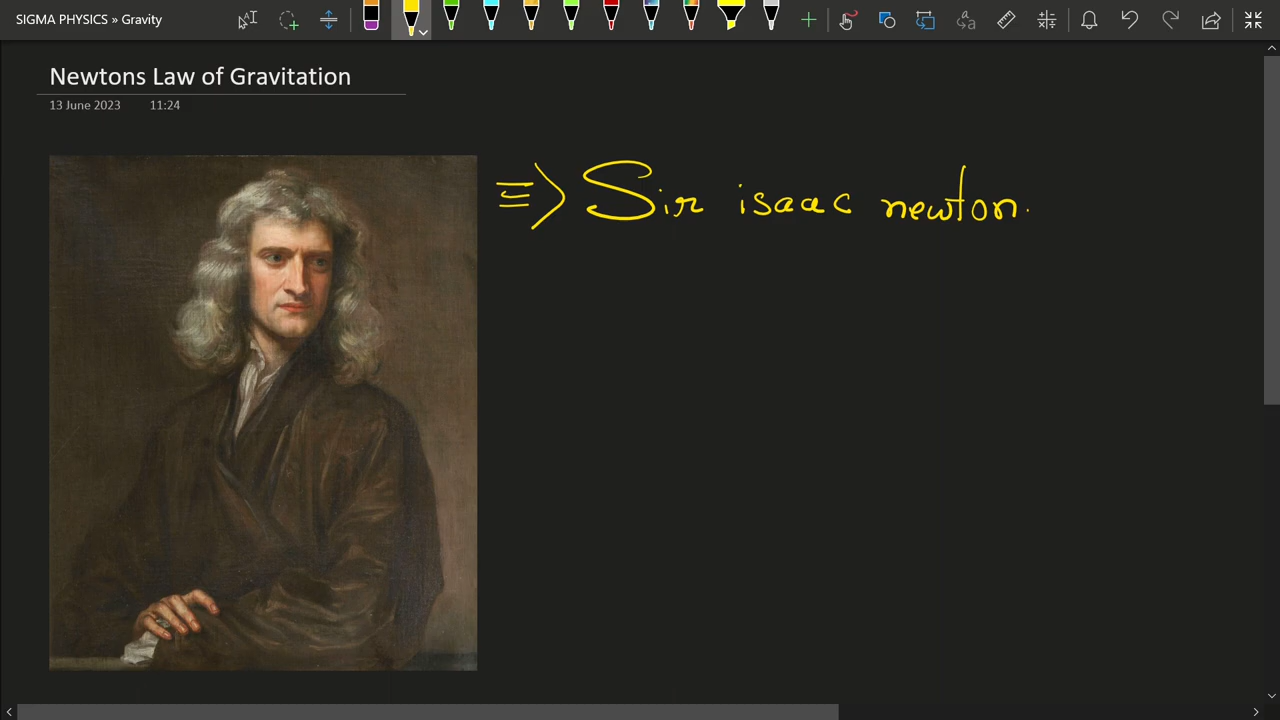 SIGMA PHYSICS » Gravity
Newtons Law of Gravitation
13 June 2023 11:24
Sir isaac newton.